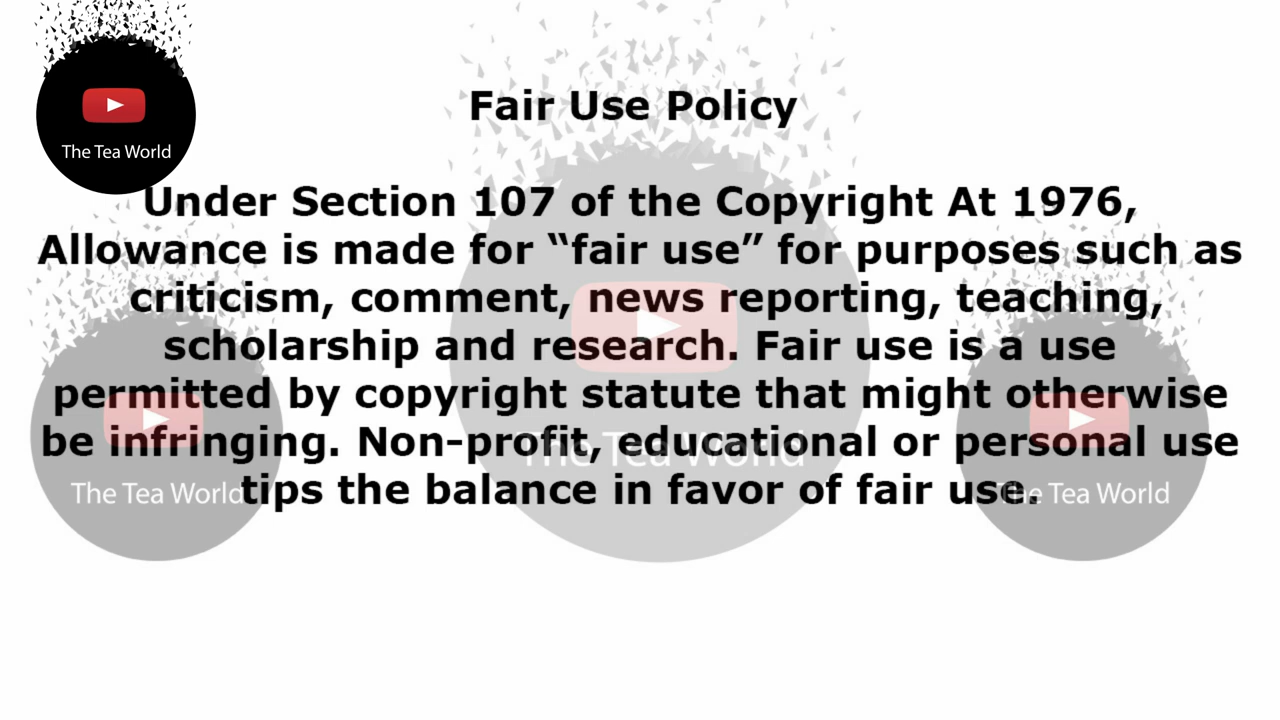 Fair Use Policy
The Tea World
Under Section 107 of the Copyright At 1976,
Allowance is made for “fair use” for purposes such as
criticism, comment, news reporting, teaching,
scholarship and research. Fair use is a use
permitted by copyright statute that might otherwise
be infringing. Non-profit, educational or personal use
tips the balance in favor of fair use.
The Tea World
The Tea World
The Tea World